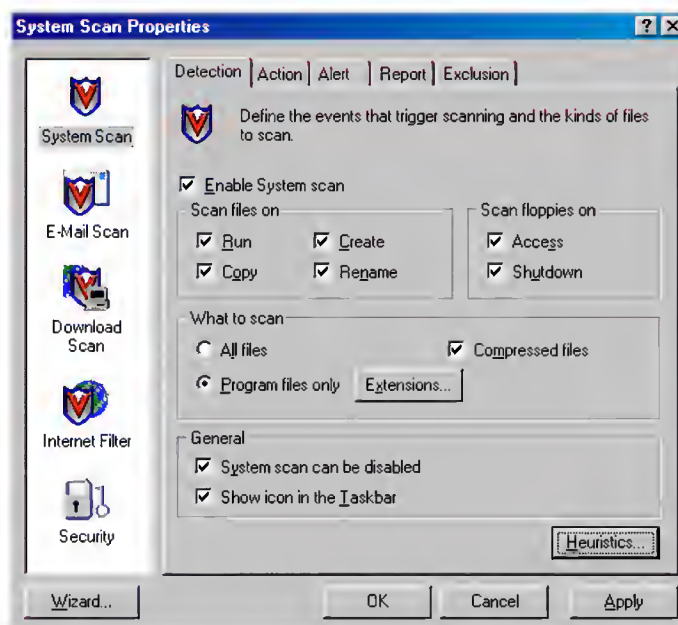 System Scan Properties
System Scan
E-Mail Scan
Download
Scan
Internet Filter
Security
Detection Action Alert Report Exclusion
Define the events that trigger scanning and the kinds of files
to scan.
Enable System scan
Scan files on
Run Create
Copy Rename
Scan floppies on
Access
Shutdown
What to scan
All files Compressed files
Program files only Extensions...
General
System scan can be disabled
Show icon in the Taskbar
Heuristics...
Wizard... OK Cancel Apply